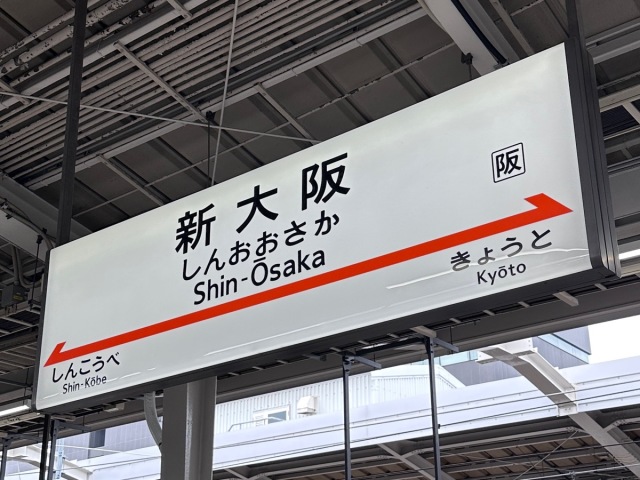 阪
新大阪
しんおおさか
Shin-Ōsaka
きょうと
Kyōto
しんこうべ
Shin-Kōbe